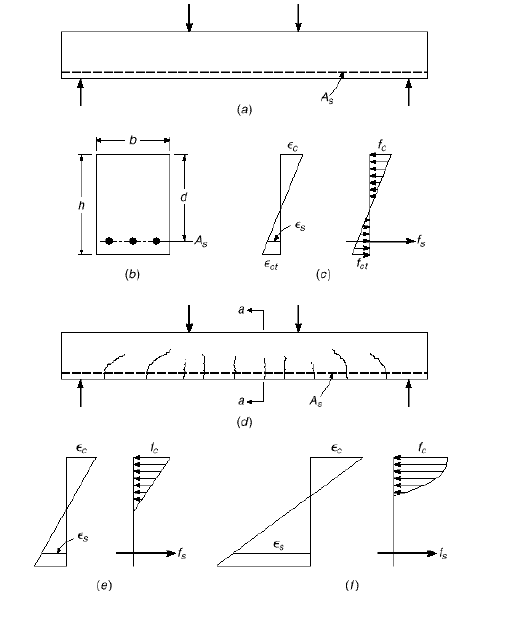 A_s
(a)
b
h
d
A_s
(b)
ϵ_c
ϵ_s
ϵ_ct
f_c
f_s
f_ct
(c)
a
a
A_s
(d)
ϵ_c
ϵ_s
f_c
f_s
(e)
ϵ_c
ϵ_s
f_c
f_s
(f)